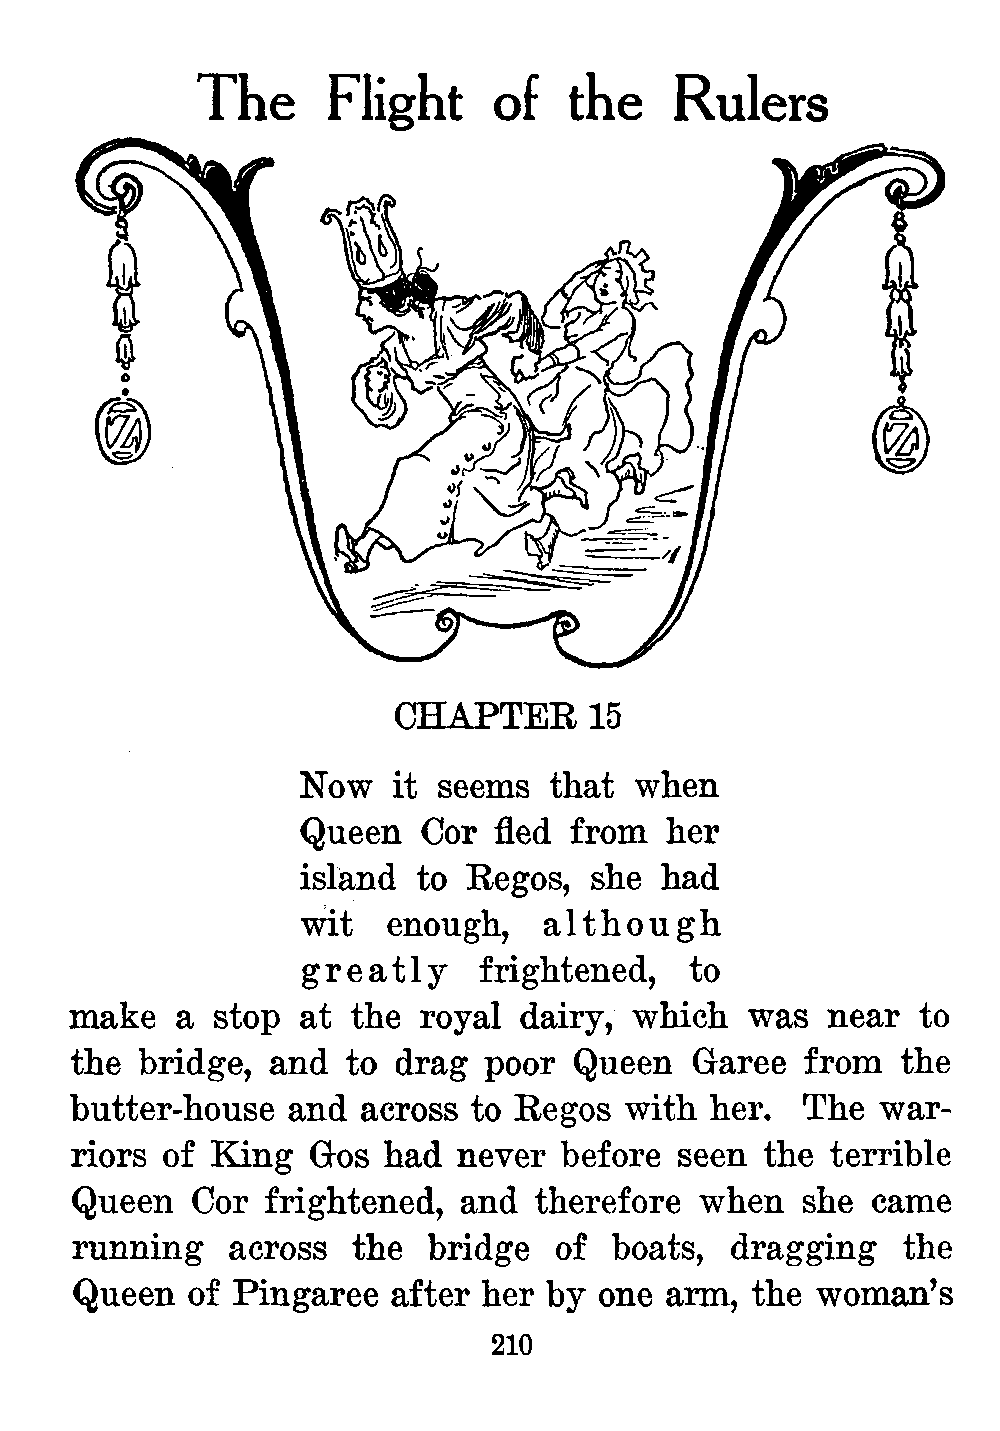 The Flight of the Rulers
OZ
OZ
CHAPTER 15
Now it seems that when
Queen Cor fled from her
island to Regos, she had
wit enough, although
greatly frightened, to
make a stop at the royal dairy, which was near to
the bridge, and to drag poor Queen Garee from the
butter-house and across to Regos with her. The war-
riors of King Gos had never before seen the terrible
Queen Cor frightened, and therefore when she came
running across the bridge of boats, dragging the
Queen of Pingaree after her by one arm, the woman's
210